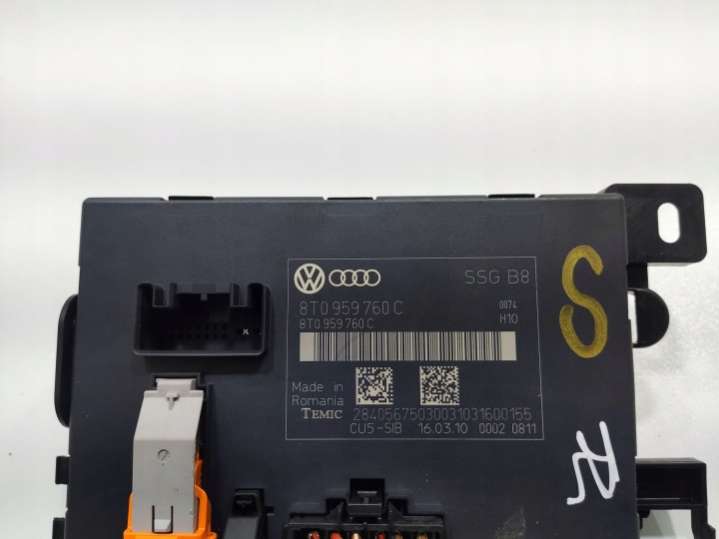 SSG B8
8T0 959 760 C 0074
8T0 959 760 C H10
Made in
Romania
TEMIC 28405675030031031600155
CU5-SIB 16.03.10 0002 0811
S